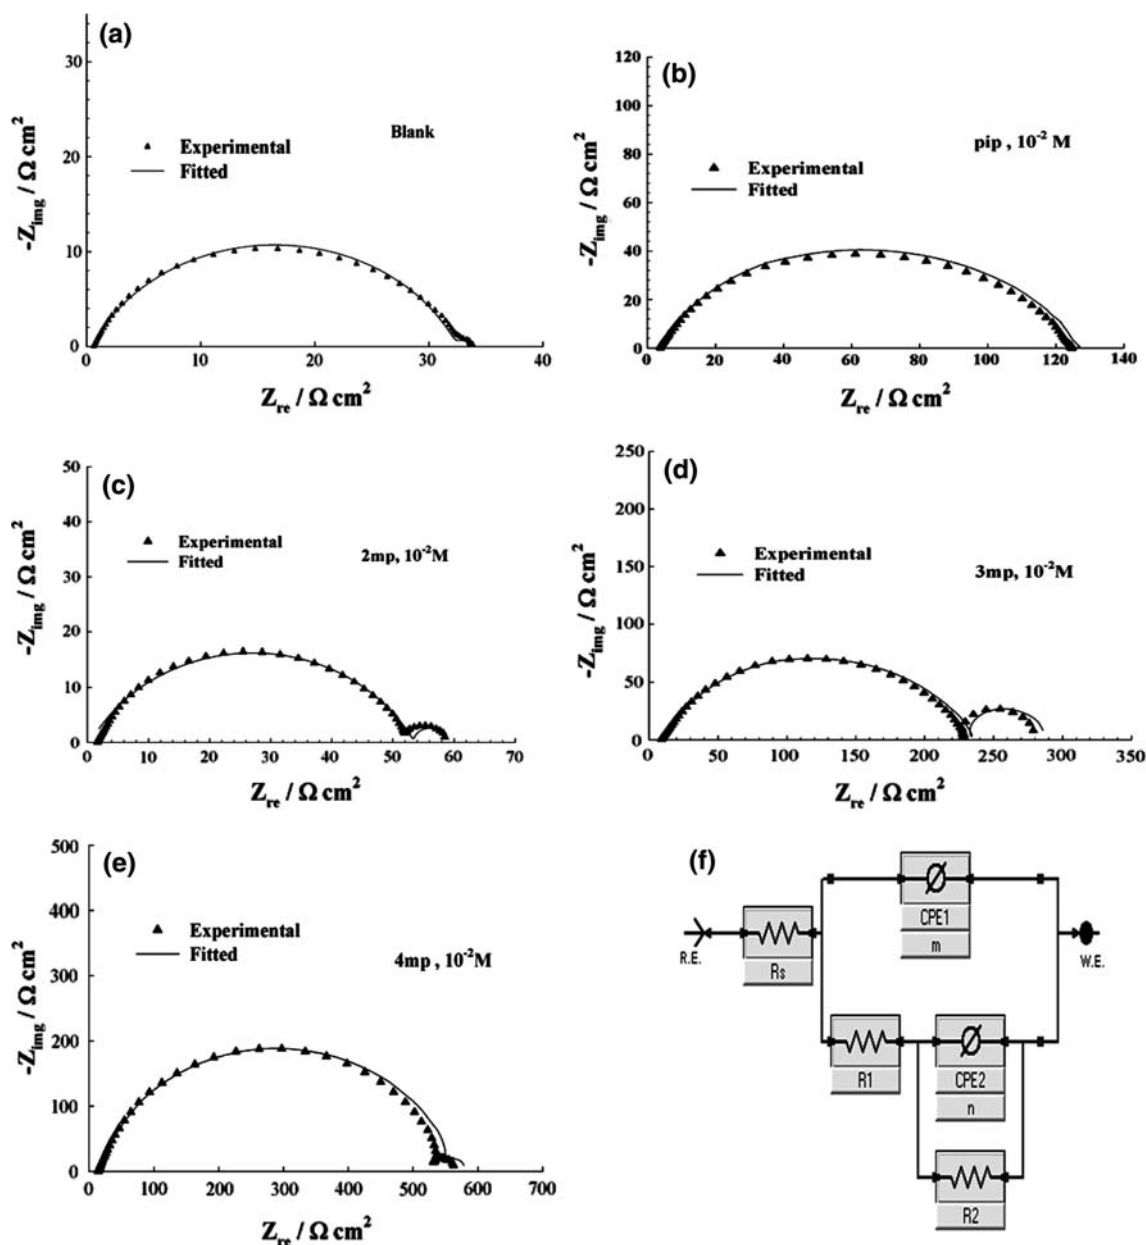 (a)
Blank
Experimental
Fitted
-Z_img / Ω cm²
30
20
10
0
0 10 20 30 40
Z_re / Ω cm²
(b)
pip , 10⁻² M
Experimental
Fitted
-Z_img / Ω cm²
120
100
80
60
40
20
0
0 20 40 60 80 100 120 140
Z_re / Ω cm²
(c)
2mp, 10⁻²M
Experimental
Fitted
-Z_img / Ω cm²
50
40
30
20
10
0
0 10 20 30 40 50 60 70
Z_re / Ω cm²
(d)
3mp, 10⁻²M
Experimental
Fitted
-Z_img / Ω cm²
250
200
150
100
50
0
0 50 100 150 200 250 300 350
Z_re / Ω cm²
(e)
4mp , 10⁻²M
Experimental
Fitted
-Z_img / Ω cm²
500
400
300
200
100
0
0 100 200 300 400 500 600 700
Z_re / Ω cm²
(f)
CPE1
m
R.E.
Rs
W.E.
R1
CPE2
n
R2